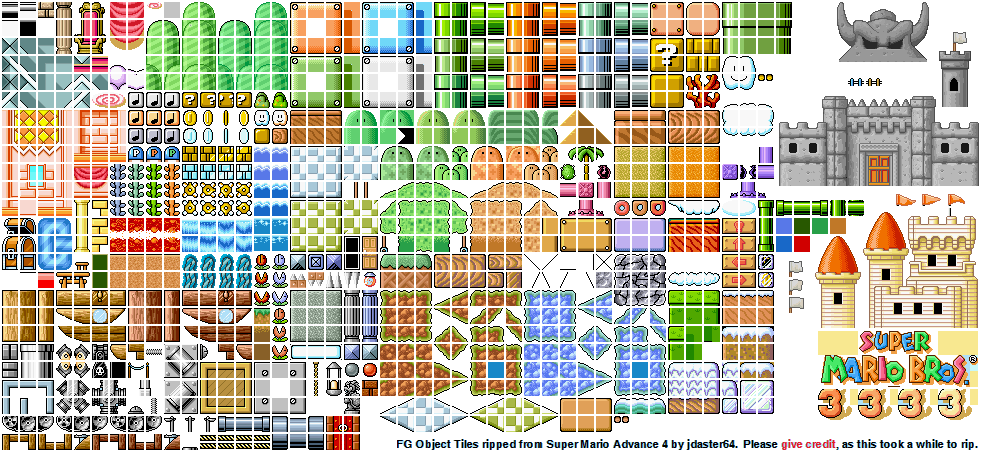 ?
P P P
SUPER
MARIO BROS.®
3 3 3 3
FG Object Tiles ripped from Super Mario Advance 4 by jdaster64. Please give credit, as this took a while to rip.